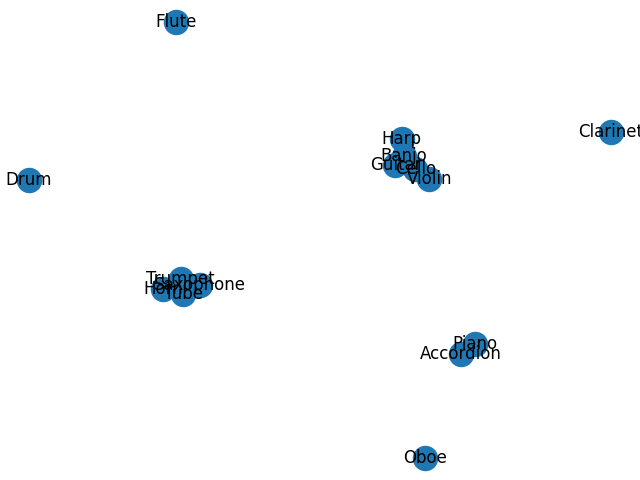 Flute
Clarinet
Harp
Banjo
Guitar
Cello
Violin
Drum
Trumpet
Saxophone
Horn
Tube
Piano
Accordion
Oboe